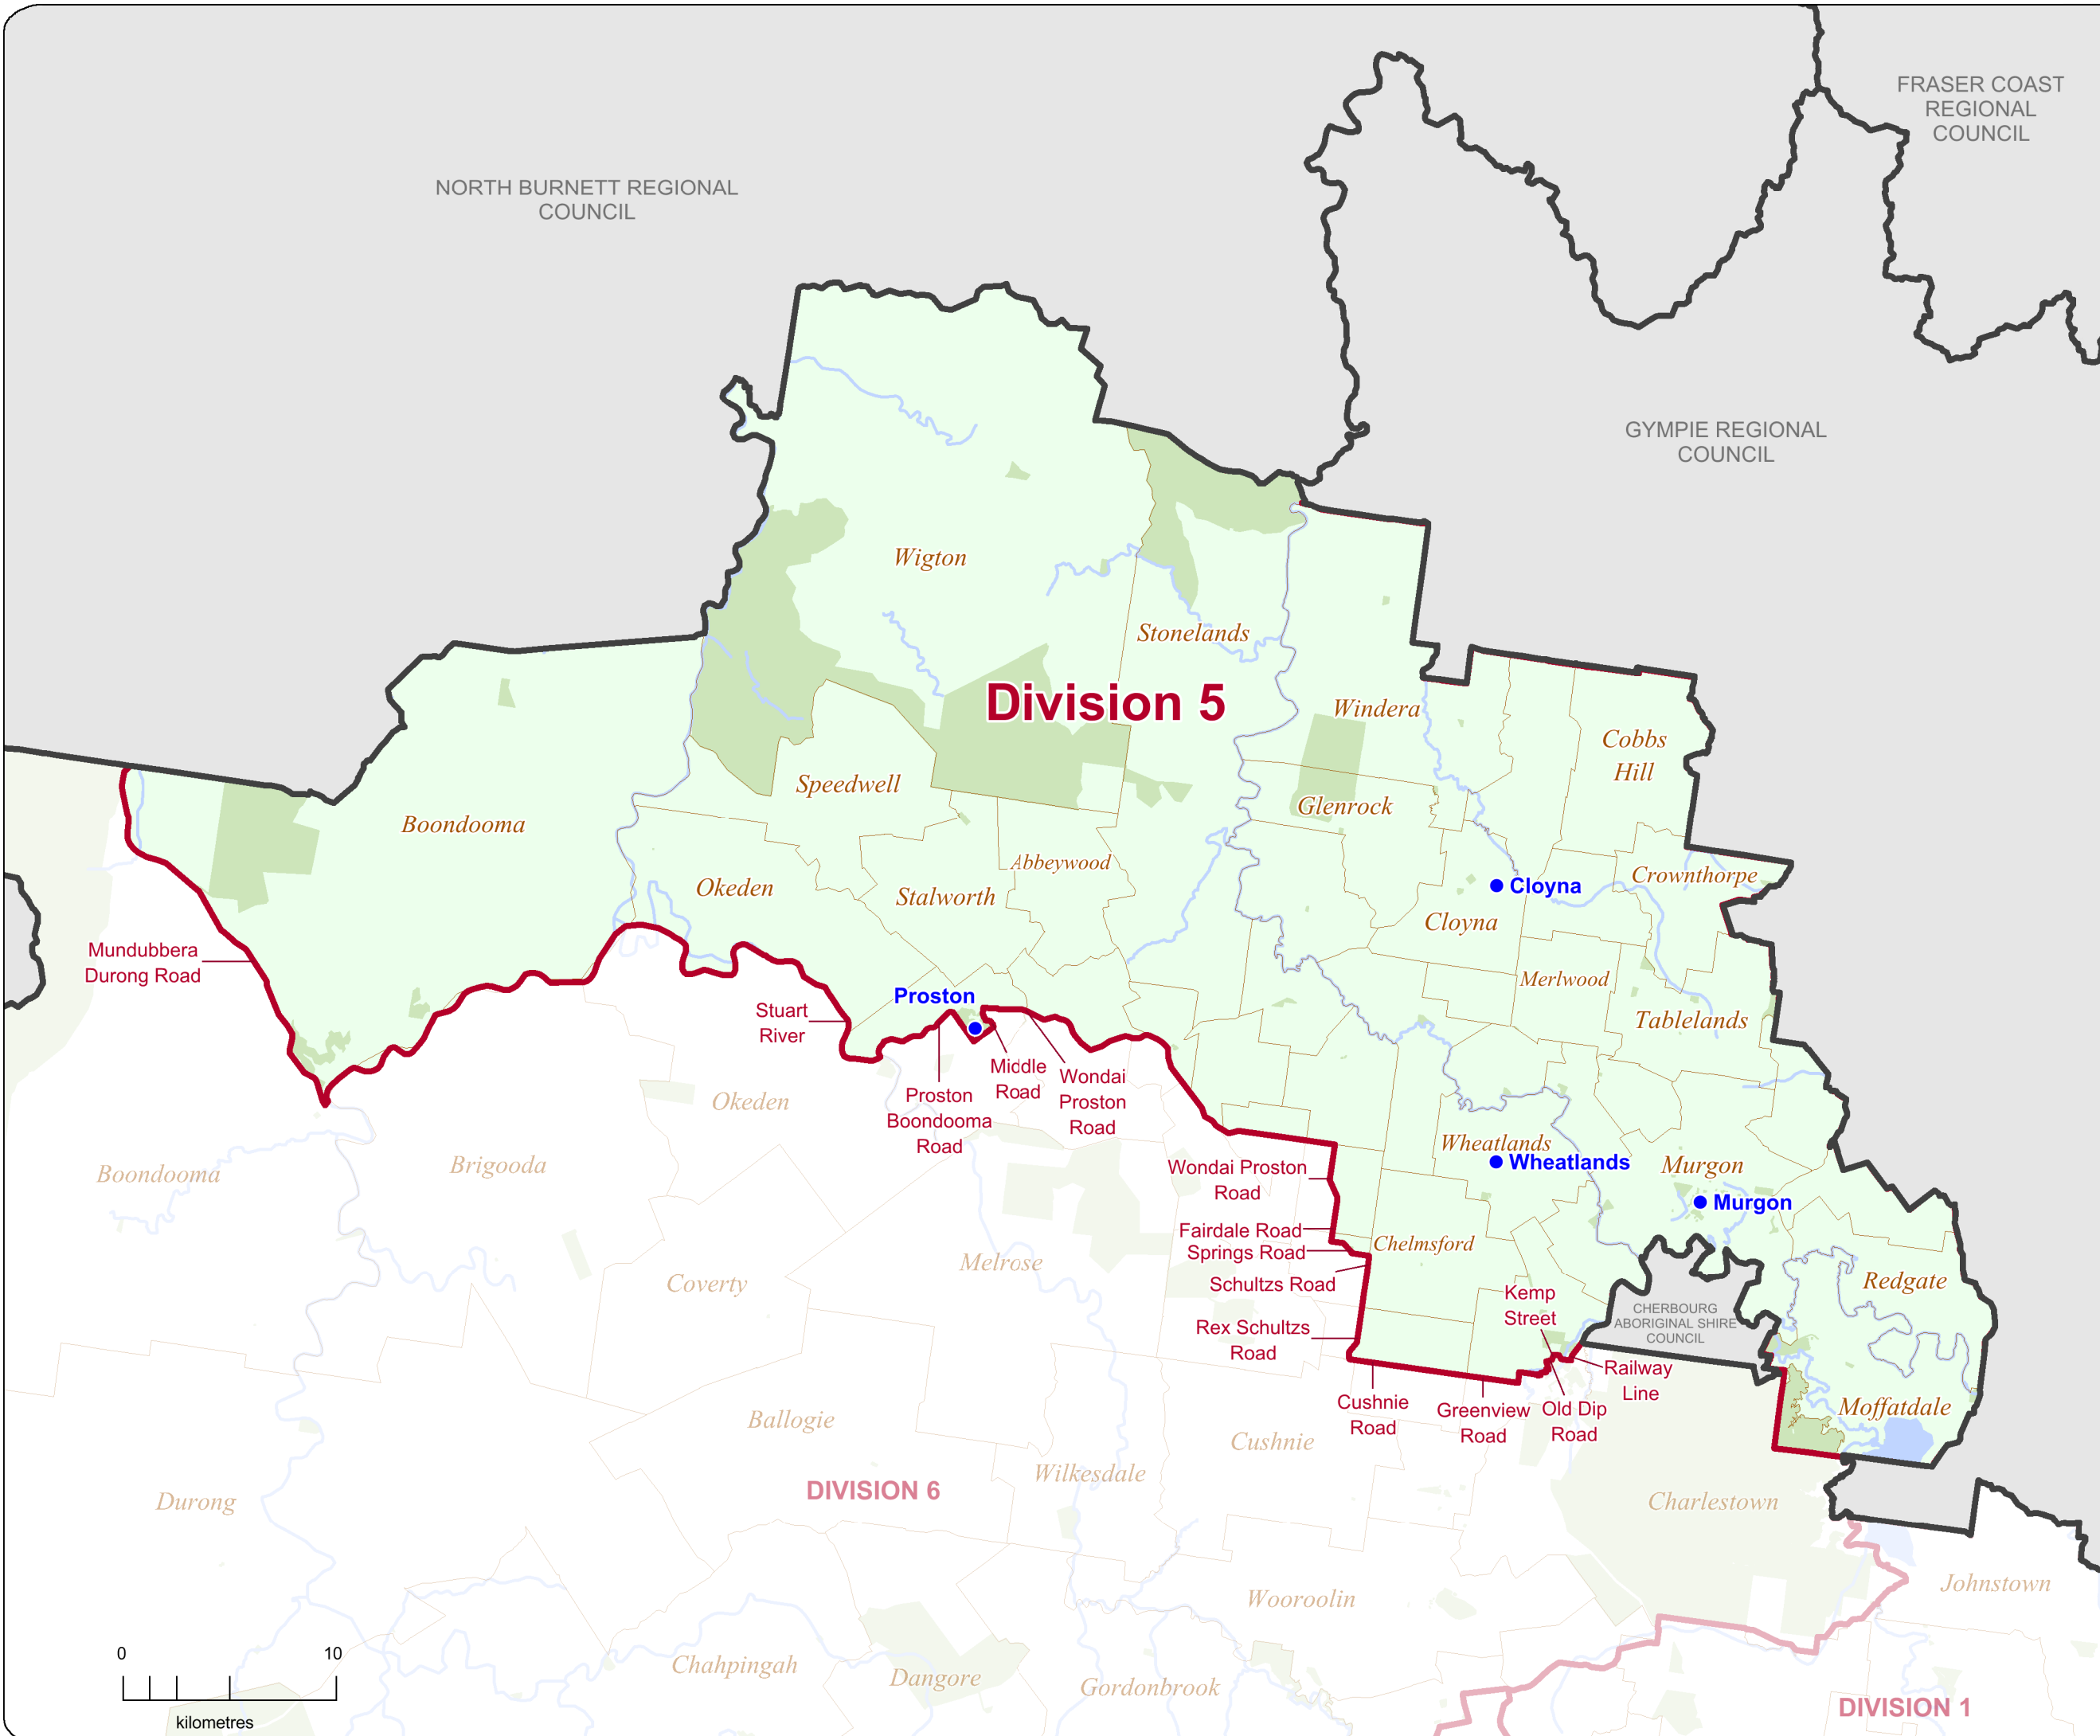 FRASER COAST
REGIONAL
COUNCIL
NORTH BURNETT REGIONAL
COUNCIL
GYMPIE REGIONAL
COUNCIL
Wigton
Stonelands
Division 5
Windera
Cobbs
Hill
Speedwell
Glenrock
Boondooma
Abbeywood
Crownthorpe
Okeden
Stalworth
Cloyna
Cloyna
Mundubbera
Durong Road
Merlwood
Proston
Stuart
River
Tablelands
Middle
Road
Wondai
Proston
Road
Proston
Boondooma
Road
Okeden
Wheatlands
Wheatlands
Murgon
Murgon
Boondooma
Brigooda
Wondai Proston
Road
Fairdale Road
Springs Road
Chelmsford
Schultzs Road
Melrose
Coverty
Redgate
Kemp
Street
CHERBOURG
ABORIGINAL SHIRE
COUNCIL
Rex Schultzs
Road
Railway
Line
Cushnie
Road
Greenview
Road
Old Dip
Road
Moffatdale
Ballogie
Cushnie
Wilkesdale
DIVISION 6
Durong
Charlestown
Johnstown
Wooroolin
Chahpingah
Dangore
Gordonbrook
DIVISION 1
0 10
kilometres